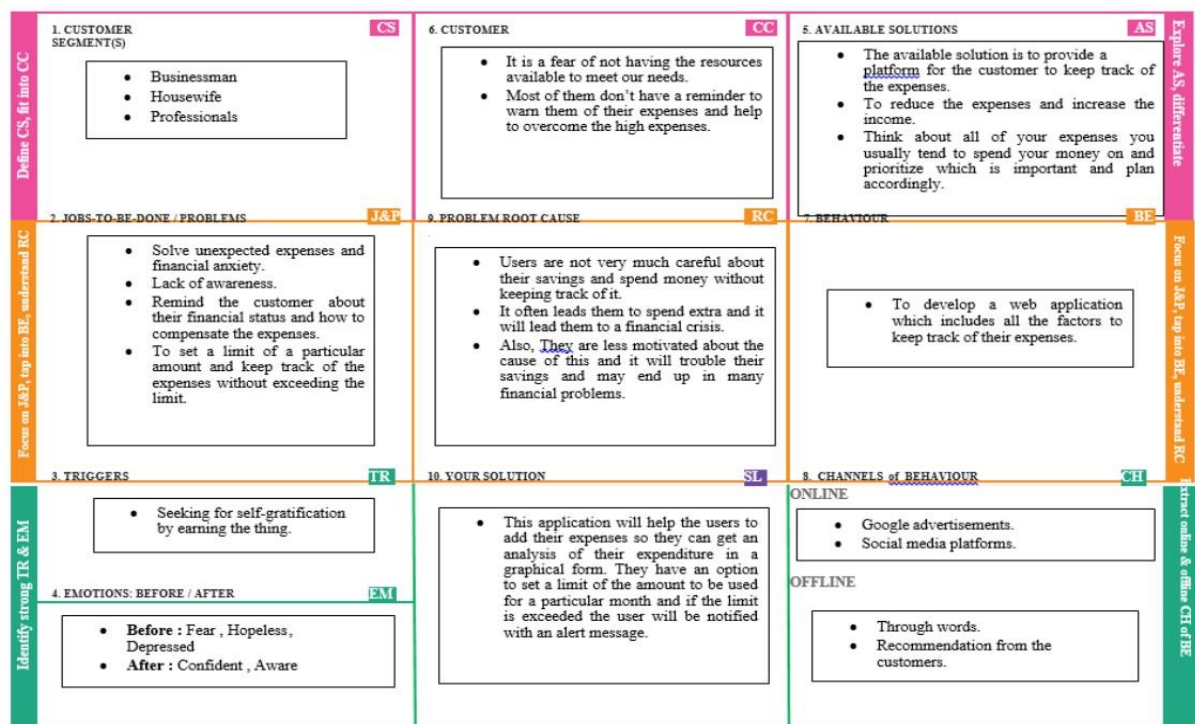 Define CS, fit into CC
1. CUSTOMER
SEGMENT(S)
CS
• Businessman
• Housewife
• Professionals
6. CUSTOMER
CC
• It is a fear of not having the resources
available to meet our needs.
• Most of them don't have a reminder to
warn them of their expenses and help
to overcome the high expenses.
5. AVAILABLE SOLUTIONS
AS
• The available solution is to provide a
platform for the customer to keep track of
the expenses.
• To reduce the expenses and increase the
income.
• Think about all of your expenses you
usually tend to spend your money on and
prioritize which is important and plan
accordingly.
Explore AS, differentiate
Focus on J&P, tap into BE, understand RC
2. JOBS-TO-BE-DONE / PROBLEMS
J&P
• Solve unexpected expenses and
financial anxiety.
• Lack of awareness.
• Remind the customer about
their financial status and how to
compensate the expenses.
• To set a limit of a particular
amount and keep track of the
expenses without exceeding the
limit.
9. PROBLEM ROOT CAUSE
RC
• Users are not very much careful about
their savings and spend money without
keeping track of it.
• It often leads them to spend extra and it
will lead them to a financial crisis.
• Also, They are less motivated about the
cause of this and it will trouble their
savings and may end up in many
financial problems.
7. BEHAVIOUR
BE
• To develop a web application
which includes all the factors to
keep track of their expenses.
Focus on J&P, tap into BE, understand RC
Identify strong TR & EM
3. TRIGGERS
TR
• Seeking for self-gratification
by earning the thing.
4. EMOTIONS: BEFORE / AFTER
EM
• Before : Fear , Hopeless,
Depressed
• After : Confident , Aware
10. YOUR SOLUTION
SL
• This application will help the users to
add their expenses so they can get an
analysis of their expenditure in a
graphical form. They have an option
to set a limit of the amount to be used
for a particular month and if the limit
is exceeded the user will be notified
with an alert message.
8. CHANNELS of BEHAVIOUR
CH
ONLINE
• Google advertisements.
• Social media platforms.
OFFLINE
• Through words.
• Recommendation from the
customers.
Extract online & offline CH of BE